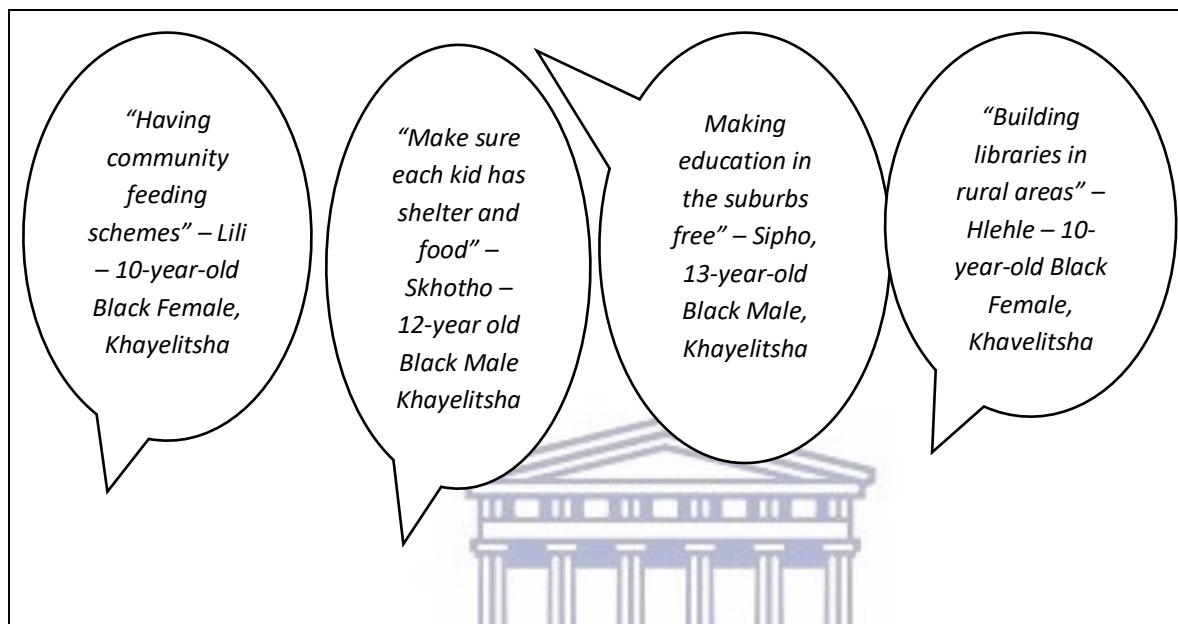 “Having
community
feeding
schemes” – Lili
– 10-year-old
Black Female,
Khayelitsha
“Make sure
each kid has
shelter and
food” –
Skhotho –
12-year old
Black Male
Khayelitsha
Making
education in
the suburbs
free” – Sipho,
13-year-old
Black Male,
Khayelitsha
“Building
libraries in
rural areas” –
Hlehle – 10-
year-old Black
Female,
Khavelitsha